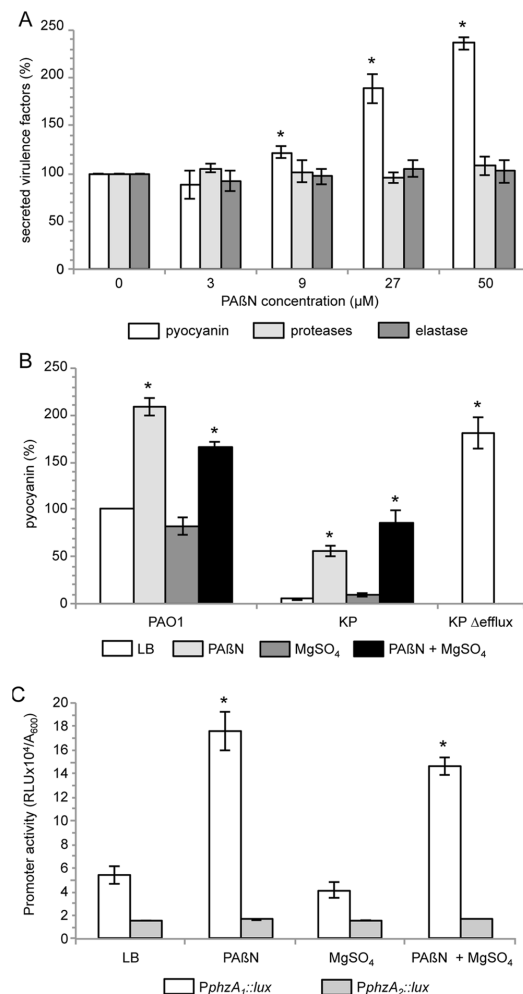 A
secreted virulence factors (%)
250
200
150
100
50
0
* * *
0 3 9 27 50
PAßN concentration (µM)
pyocyanin proteases elastase
B
pyocyanin (%)
250
200
150
100
50
0
* * * * *
PAO1 KP KP Δefflux
LB PAßN MgSO₄ PAßN + MgSO₄
C
Promoter activity (RLUx10⁴/A₆₀₀)
20
18
16
14
12
10
8
6
4
2
0
* *
LB PAßN MgSO₄ PAßN + MgSO₄
PphzA₁::lux PphzA₂::lux